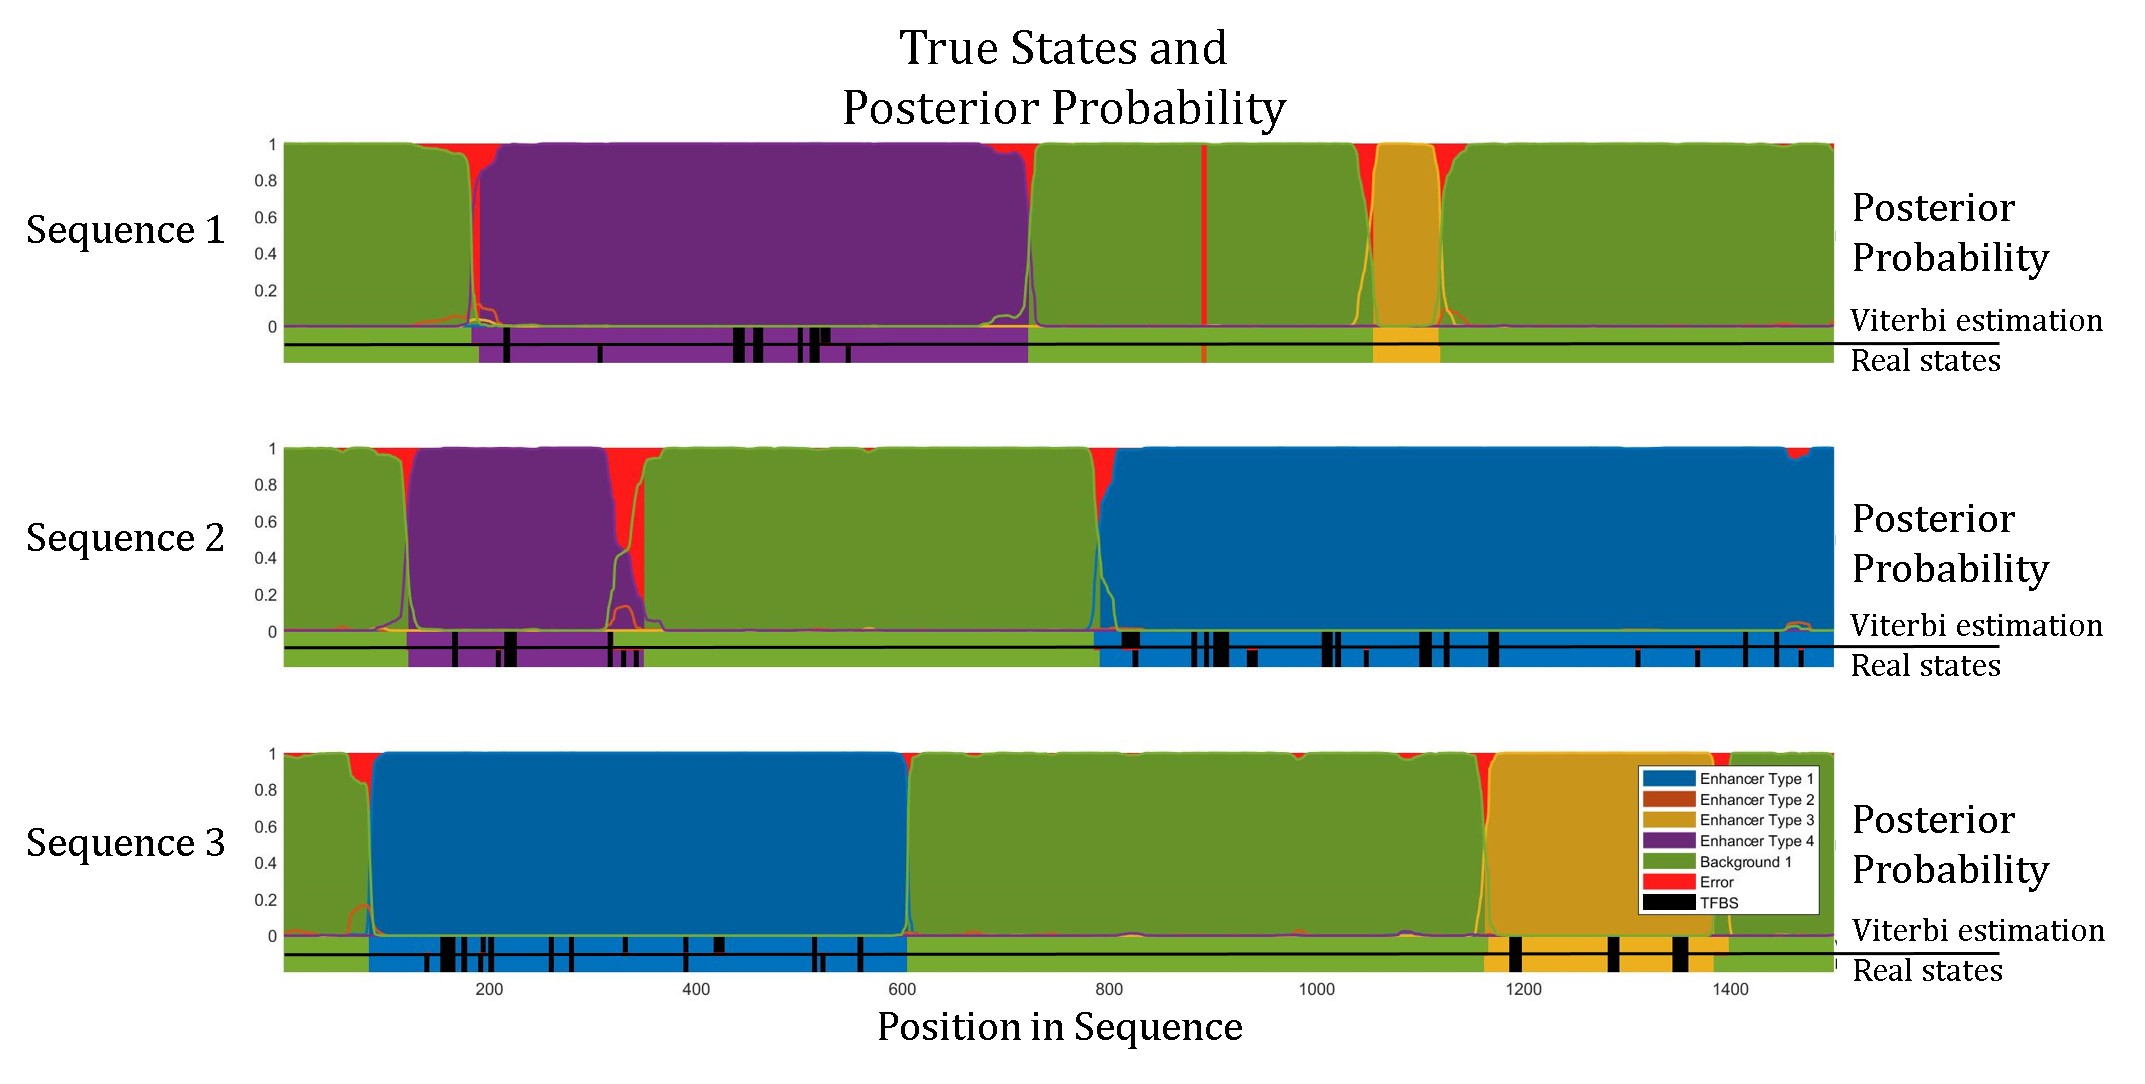 True States and
Posterior Probability
Sequence 1
1
0.8
0.6
0.4
0.2
0
Posterior
Probability
Viterbi estimation
Real states
Sequence 2
1
0.8
0.6
0.4
0.2
0
Posterior
Probability
Viterbi estimation
Real states
Sequence 3
1
0.8
0.6
0.4
0.2
0
Enhancer Type 1
Enhancer Type 2
Enhancer Type 3
Enhancer Type 4
Background 1
Error
TFBS
Posterior
Probability
Viterbi estimation
Real states
200 400 600 800 1000 1200 1400
Position in Sequence